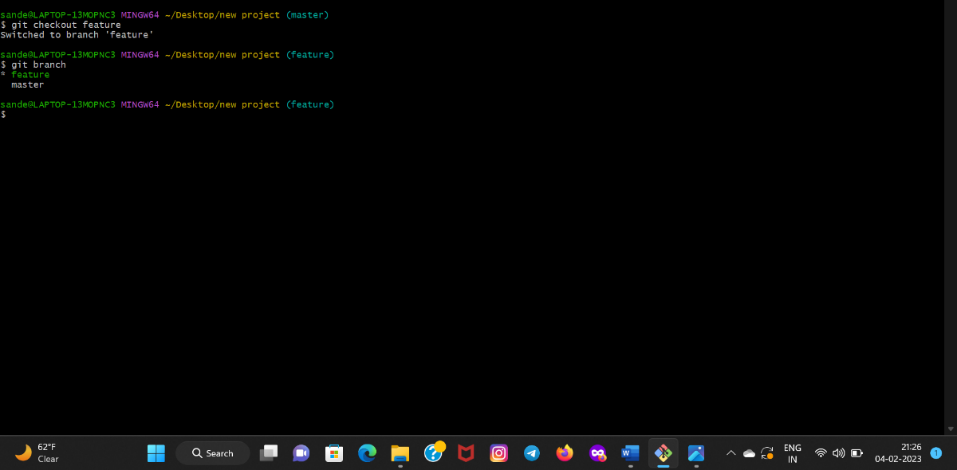 sande@LAPTOP-13MOPNC3 MINGW64 ~/Desktop/new project (master)
$ git checkout feature
Switched to branch 'feature'
sande@LAPTOP-13MOPNC3 MINGW64 ~/Desktop/new project (feature)
$ git branch
* feature
master
sande@LAPTOP-13MOPNC3 MINGW64 ~/Desktop/new project (feature)
$
62°F
Clear
Search
ENG
IN
21:26
04-02-2023
1